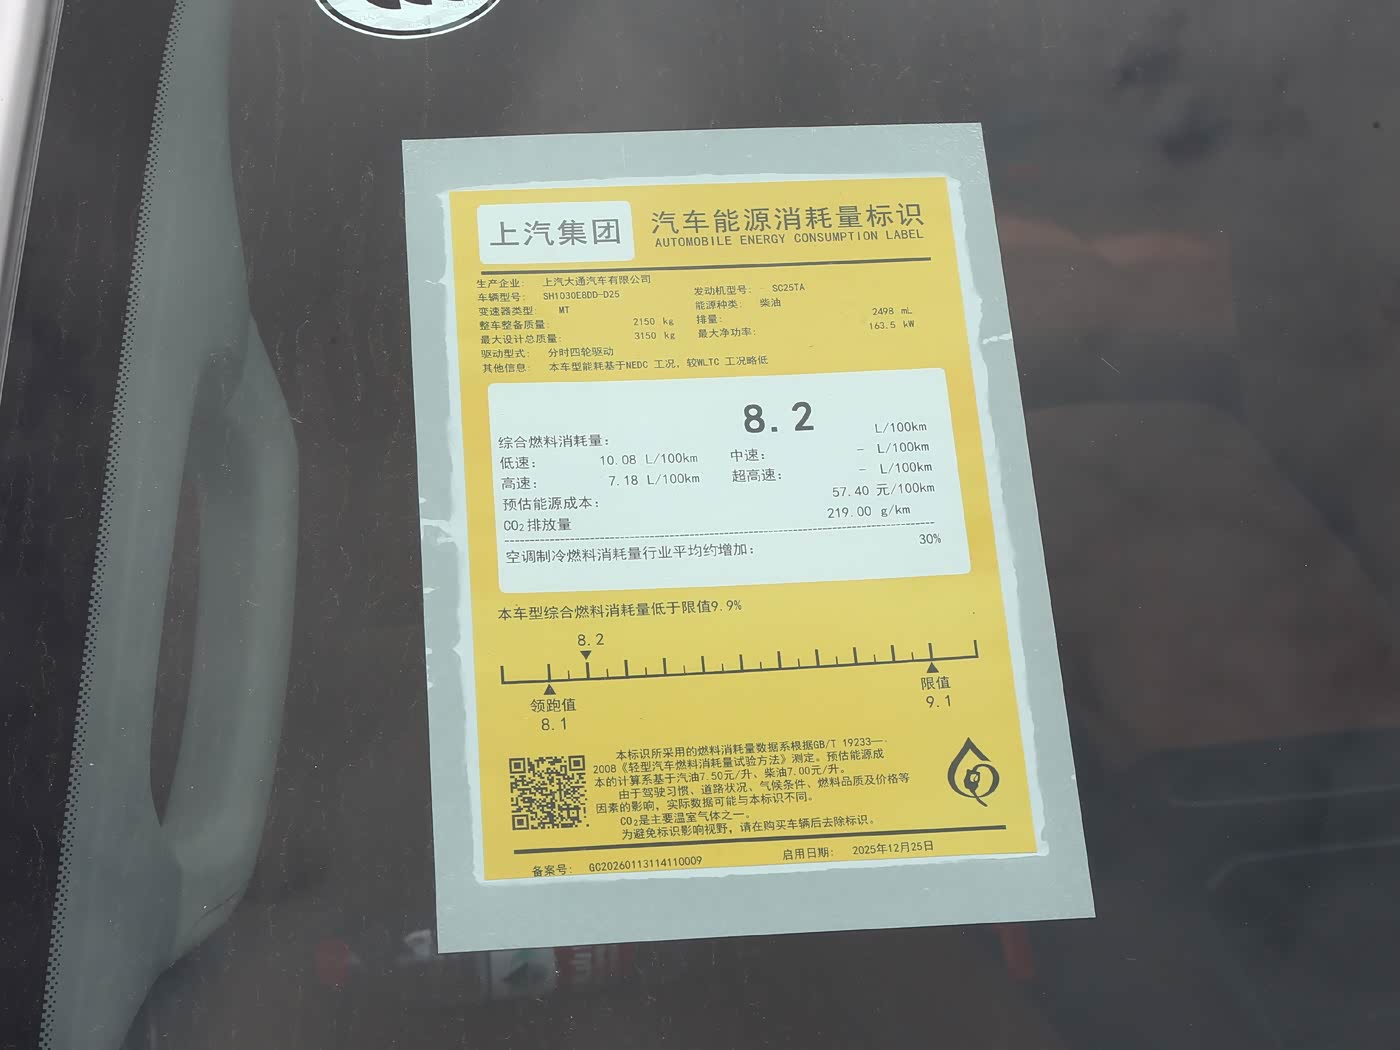 上汽集团
汽车能源消耗量标识
AUTOMOBILE ENERGY CONSUMPTION LABEL
生产企业: 上汽大通汽车有限公司
车辆型号: SH1030E8DD-D25 发动机型号: SC25TA
变速器类型: MT 能源种类: 柴油
整车整备质量: 2150 kg 排量: 2498 mL
最大设计总质量: 3150 kg 最大净功率: 163.5 kW
驱动型式: 分时四轮驱动
其他信息: 本车型能耗基于NEDC 工况, 较WLTC 工况略低
综合燃料消耗量: 8.2 L/100km
低速: 10.08 L/100km 中速: - L/100km
高速: 7.18 L/100km 超高速: - L/100km
预估能源成本: 57.40 元/100km
CO₂排放量 219.00 g/km
空调制冷燃料消耗量行业平均约增加: 30%
本车型综合燃料消耗量低于限值9.9%
8.2
领跑值 限值
8.1 9.1
本标识所采用的燃料消耗量数据系根据GB/T 19233—
2008《轻型汽车燃料消耗量试验方法》测定。预估能源成
本的计算系基于汽油7.50元/升、柴油7.00元/升。
由于驾驶习惯、道路状况、气候条件、燃料品质及价格等
因素的影响,实际数据可能与本标识不同。
CO₂是主要温室气体之一。
为避免标识影响视野,请在购买车辆后去除标识。
备案号: GC20260113114110009 启用日期: 2025年12月25日